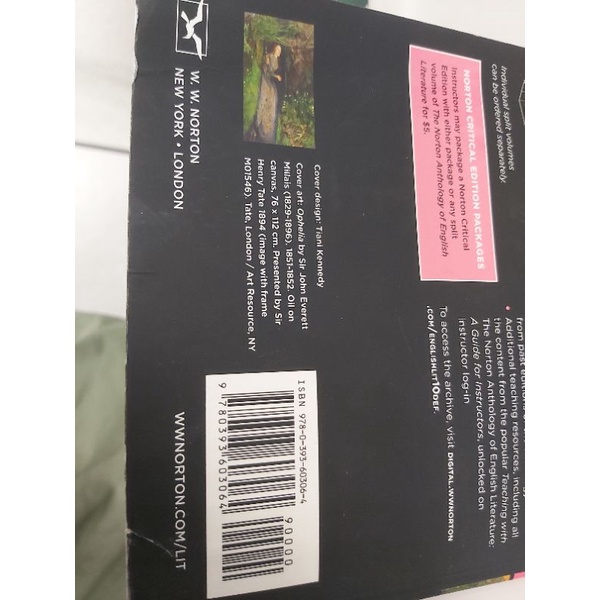 Individual split volumes
can be ordered separately.
NORTON CRITICAL EDITION PACKAGES
Instructors may package a Norton Critical
Edition with either package or any split
volume of The Norton Anthology of English
Literature for $5.
from past editions
• Additional teaching resources, including all
the content from the popular Teaching with
The Norton Anthology of English Literature:
A Guide for Instructors, unlocked on
instructor log-in
To access the archive, visit DIGITAL.WWNORTON
.COM/ENGLISHLIT10DEF.
Cover design: Tiani Kennedy
Cover art: Ophelia by Sir John Everett
Millais (1829-1896). 1851-1852. Oil on
canvas, 76 x 112 cm. Presented by Sir
Henry Tate 1894 (image with frame
M01546). Tate, London / Art Resource, NY
ISBN 978-0-393-60306-4
90000
9 780393 603064
W. W. NORTON
NEW YORK • LONDON
WWNORTON.COM/LIT